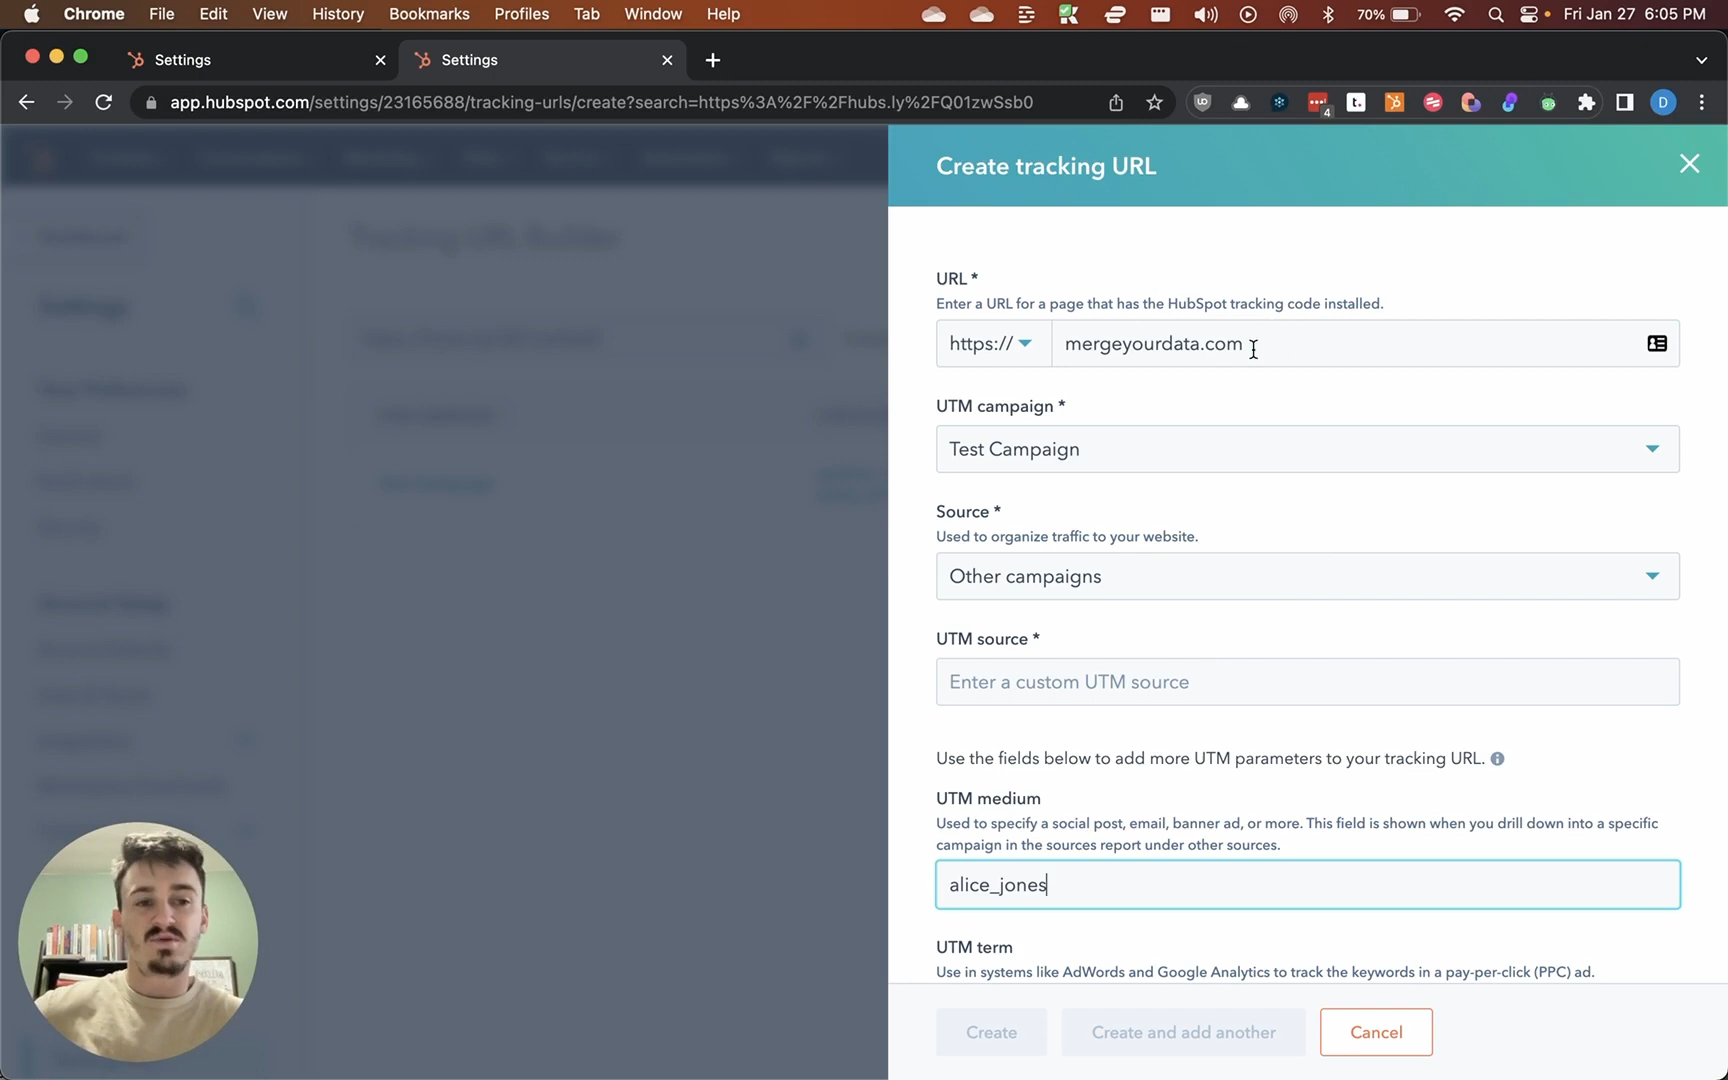 Chrome File Edit View History Bookmarks Profiles Tab Window Help 70% Fri Jan 27 6:05 PM
Settings Settings
app.hubspot.com/settings/23165688/tracking-urls/create?search=https%3A%2F%2Fhubs.ly%2FQ01zwSsb0 4 t. D
Create tracking URL
URL *
Enter a URL for a page that has the HubSpot tracking code installed.
https:// mergeyourdata.com
UTM campaign *
Test Campaign
Source *
Used to organize traffic to your website.
Other campaigns
UTM source *
Enter a custom UTM source
Use the fields below to add more UTM parameters to your tracking URL.
UTM medium
Used to specify a social post, email, banner ad, or more. This field is shown when you drill down into a specific
campaign in the sources report under other sources.
alice_jones
UTM term
Use in systems like AdWords and Google Analytics to track the keywords in a pay-per-click (PPC) ad.
Create Create and add another Cancel